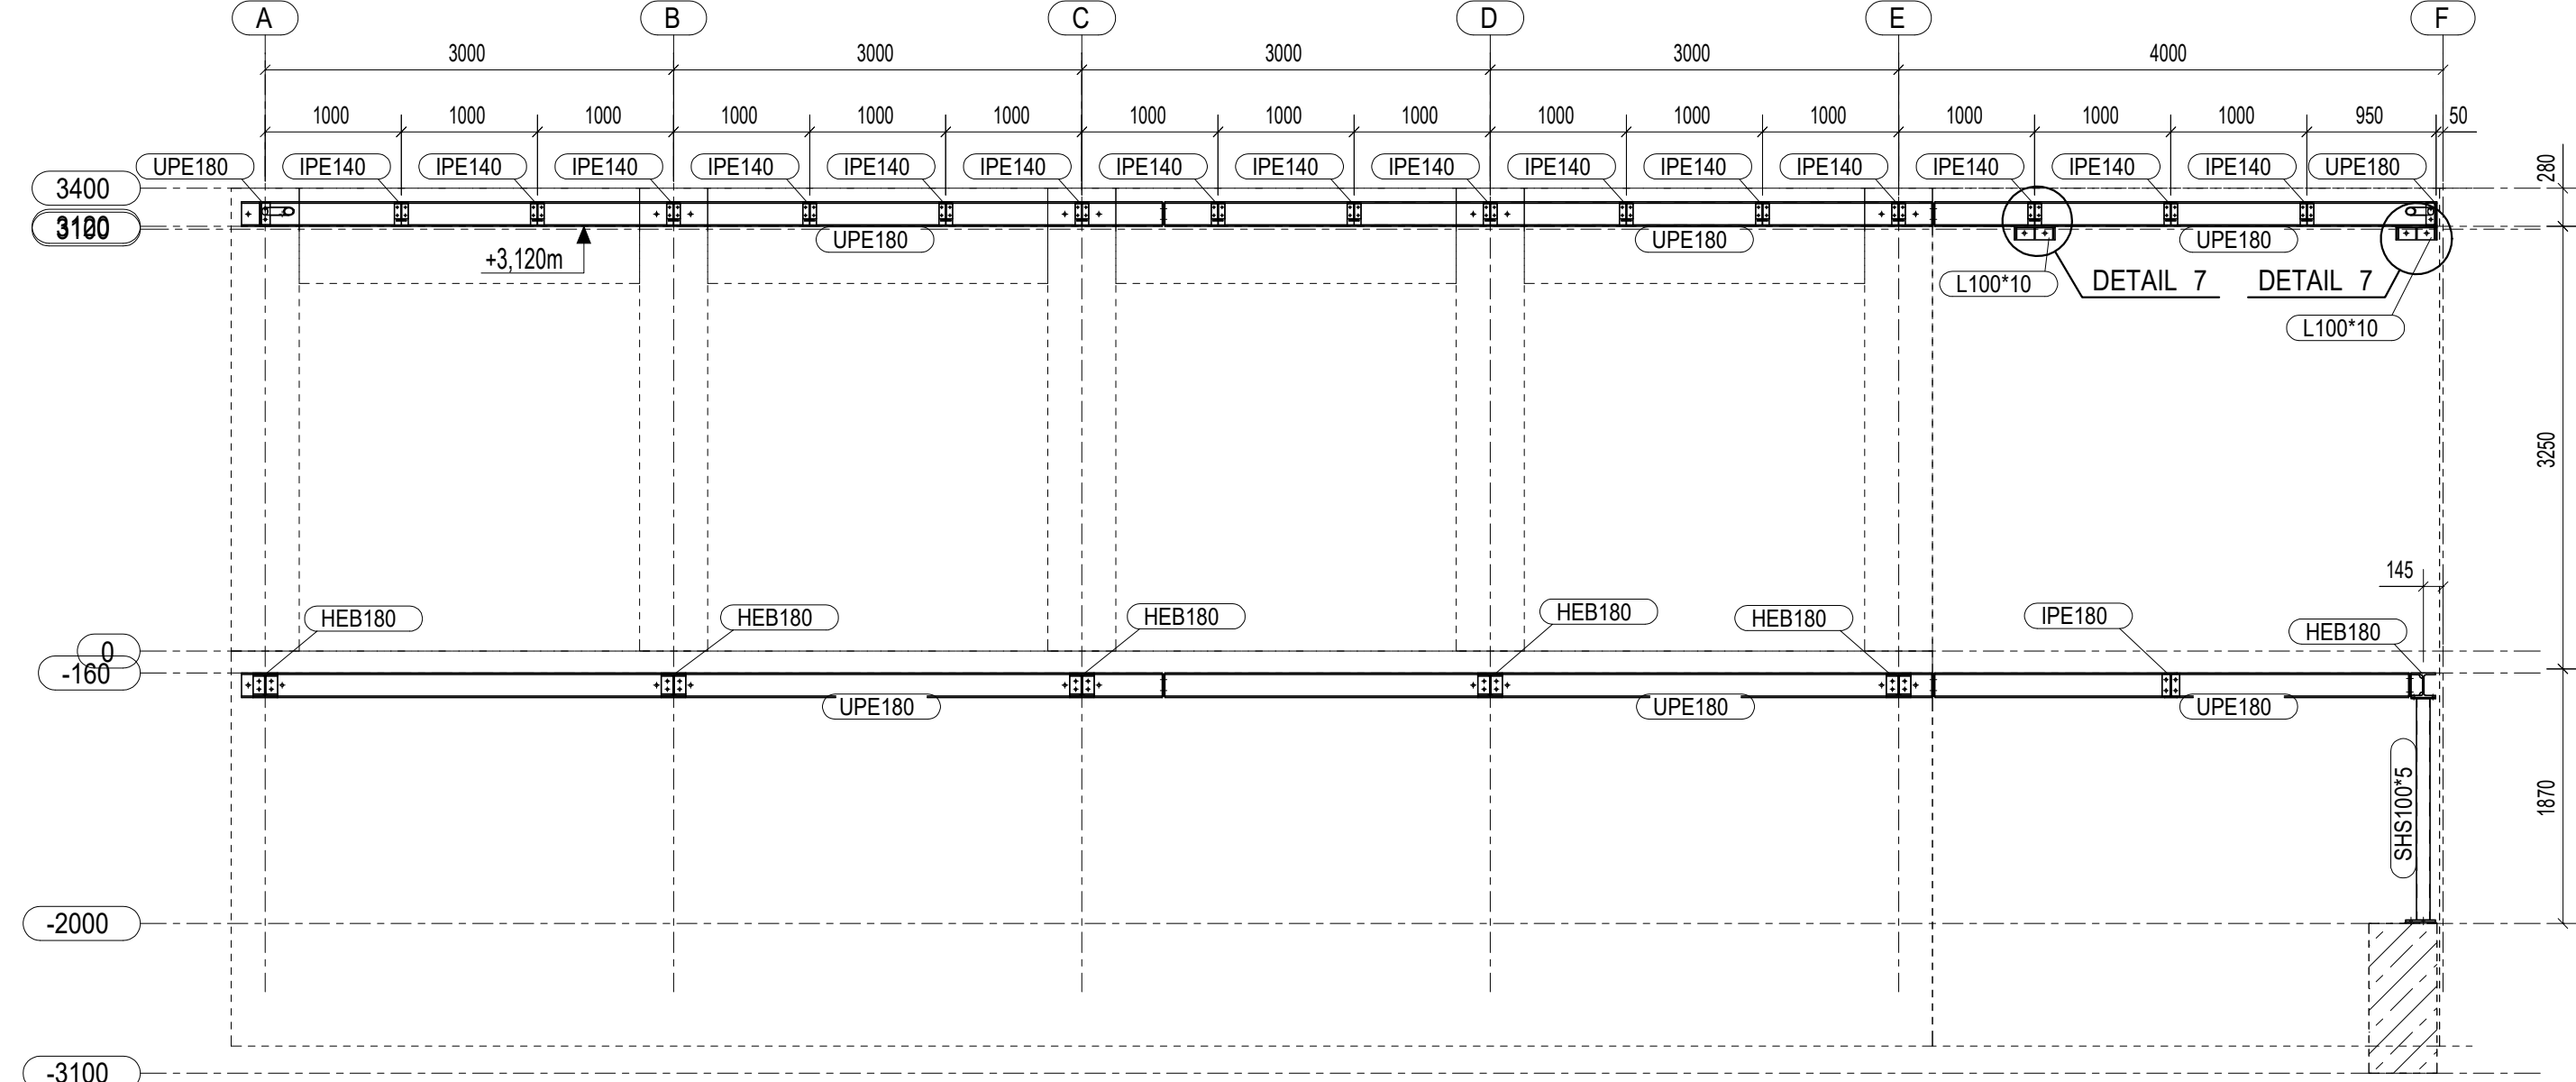 A B C D E F
3000 3000 3000 3000 4000
1000 1000 1000 1000 1000 1000 1000 1000 1000 1000 1000 1000 1000 1000 1000 950 50
UPE180 IPE140 IPE140 IPE140 IPE140 IPE140 IPE140 IPE140 IPE140 IPE140 IPE140 IPE140 IPE140 IPE140 IPE140 IPE140 UPE180
280
3400
3120
3100
UPE180 UPE180 UPE180
+3,120m
L100*10 DETAIL 7 DETAIL 7
L100*10
3250
145
HEB180 HEB180 HEB180 HEB180 HEB180 IPE180 HEB180
0
-160
UPE180 UPE180 UPE180
SHS100*5
1870
-2000
-3100